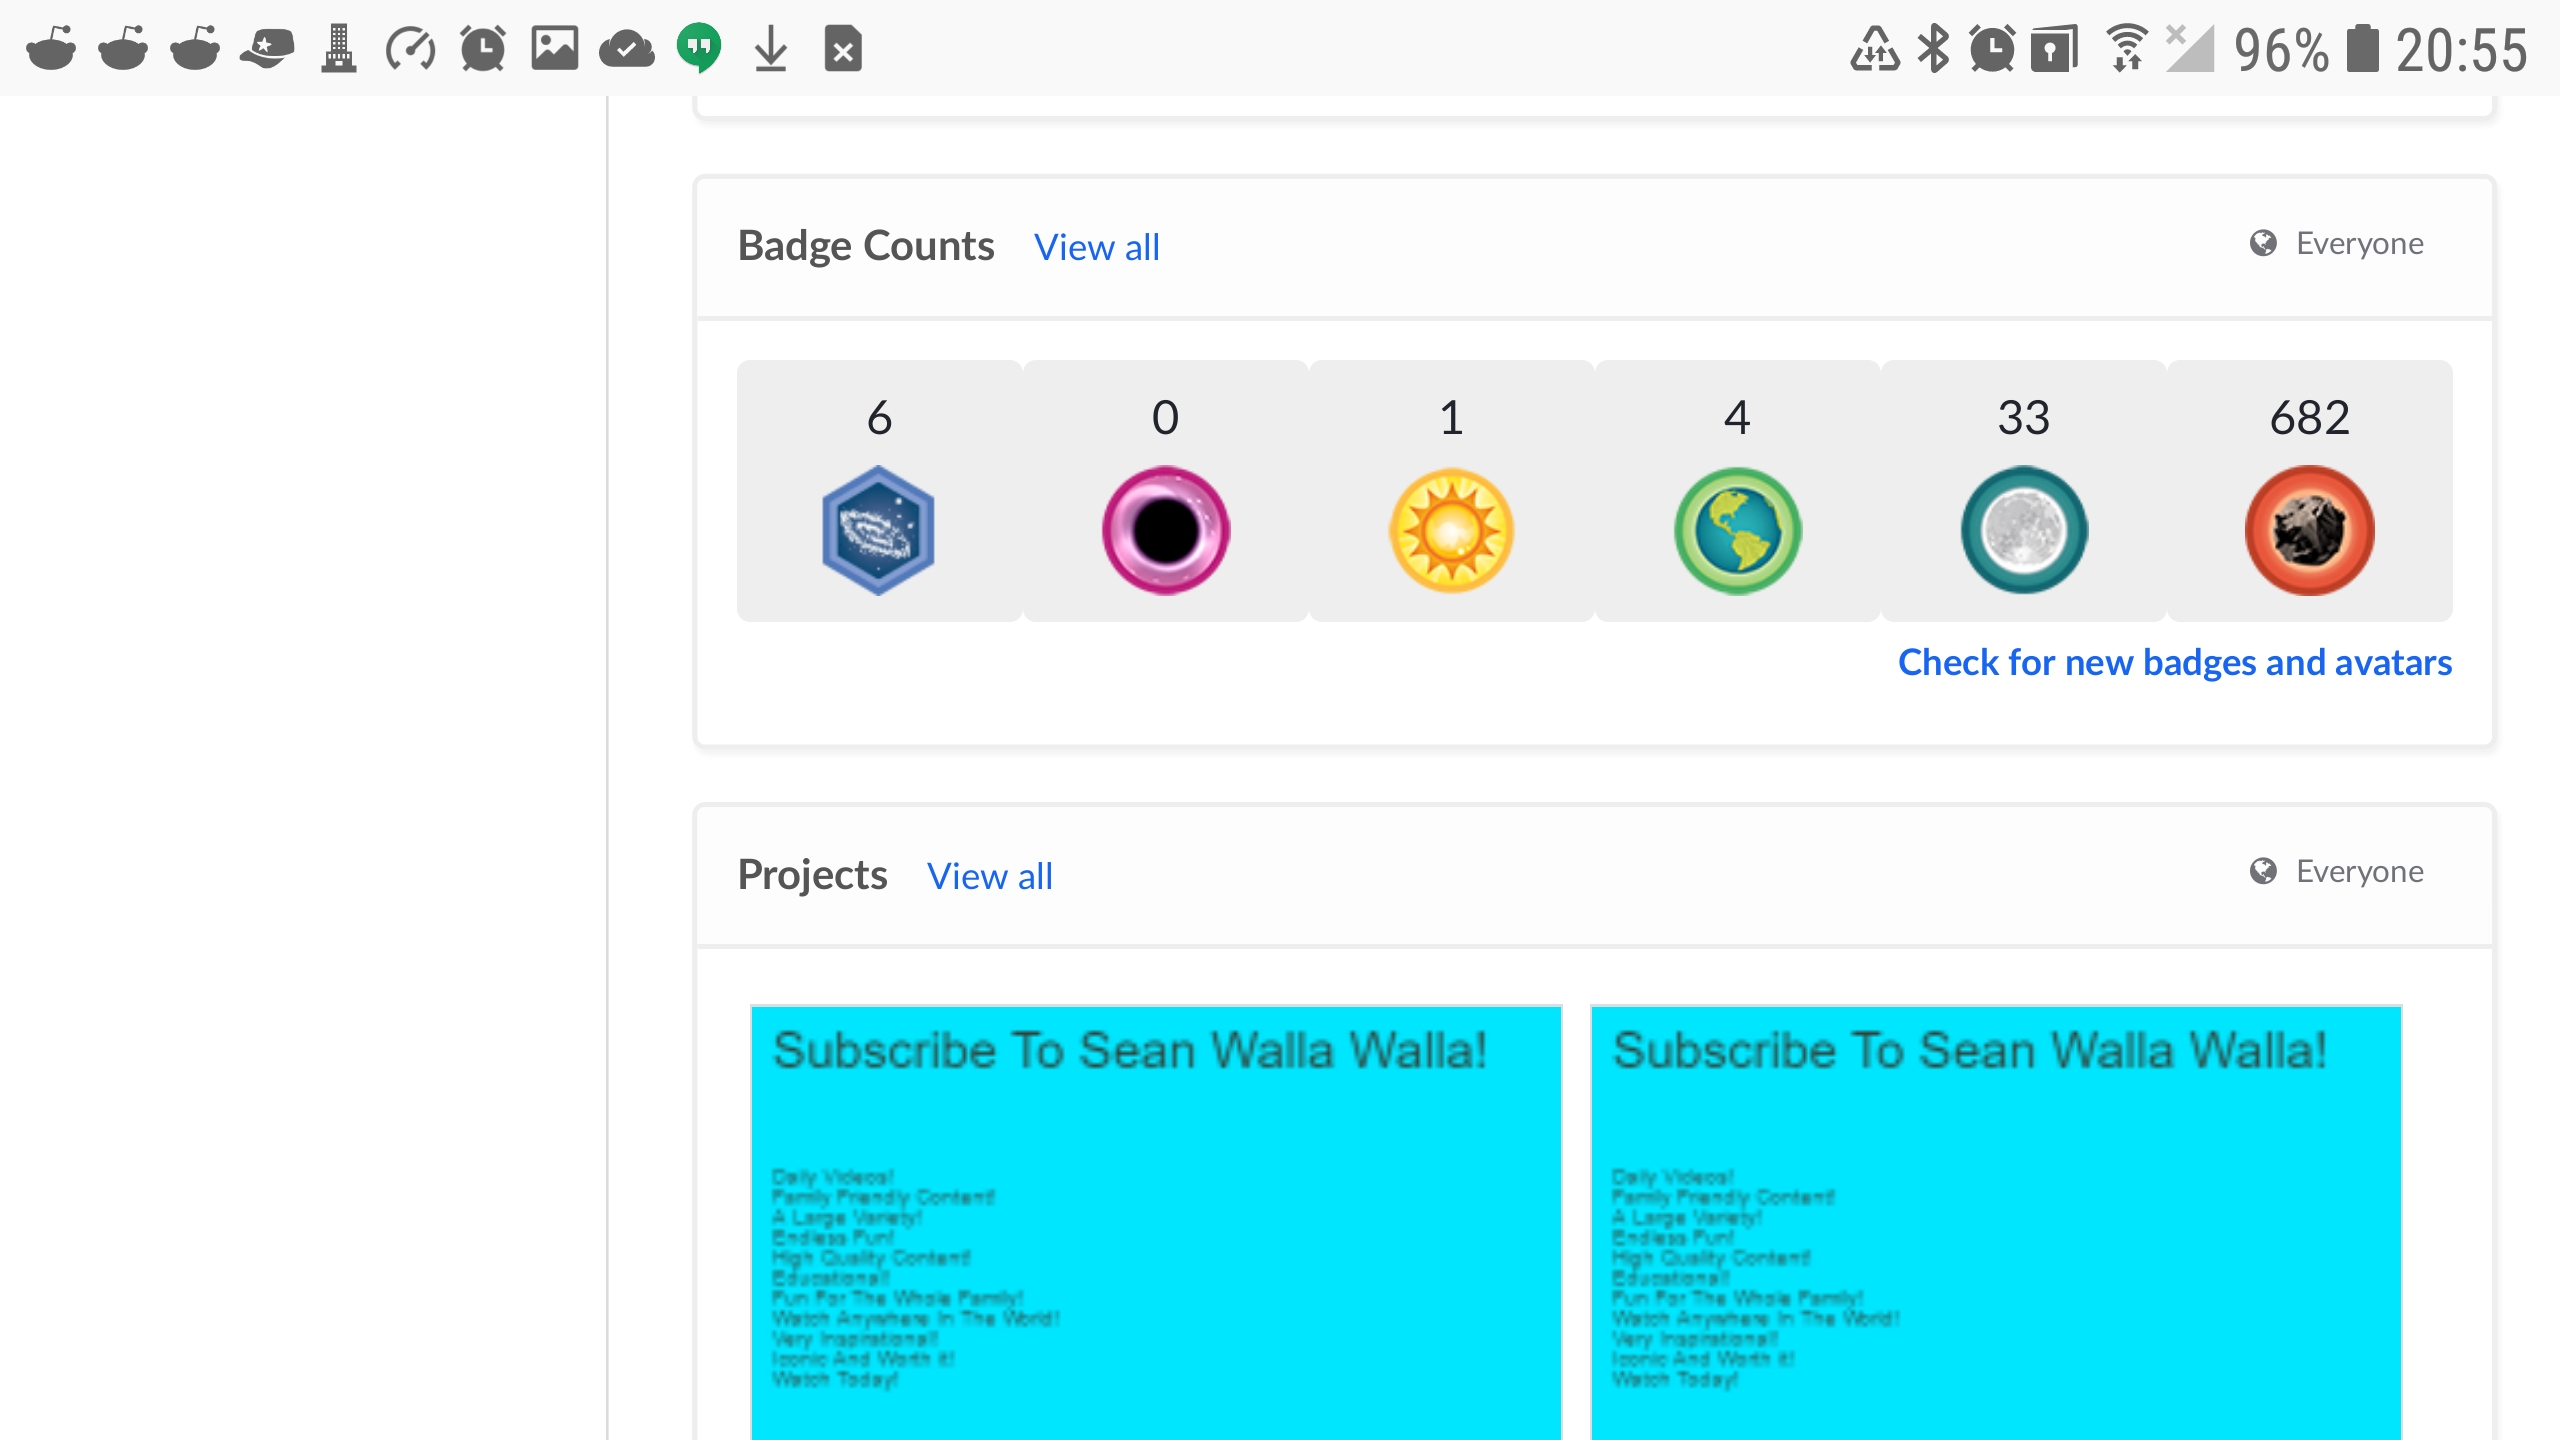 96% 20:55
Badge Counts View all Everyone
6 0 1 4 33 682
Check for new badges and avatars
Projects View all Everyone
Subscribe To Sean Walla Walla! Subscribe To Sean Walla Walla!
Daily Videos! Daily Videos!
Family Friendly Content! Family Friendly Content!
A Large Variety! A Large Variety!
Endless Fun! Endless Fun!
High Quality Content! High Quality Content!
Educational! Educational!
Fun For The Whole Family! Fun For The Whole Family!
Watch Anywhere In The World! Watch Anywhere In The World!
Very Inspirational! Very Inspirational!
Iconic And Worth it! Iconic And Worth it!
Watch Today! Watch Today!